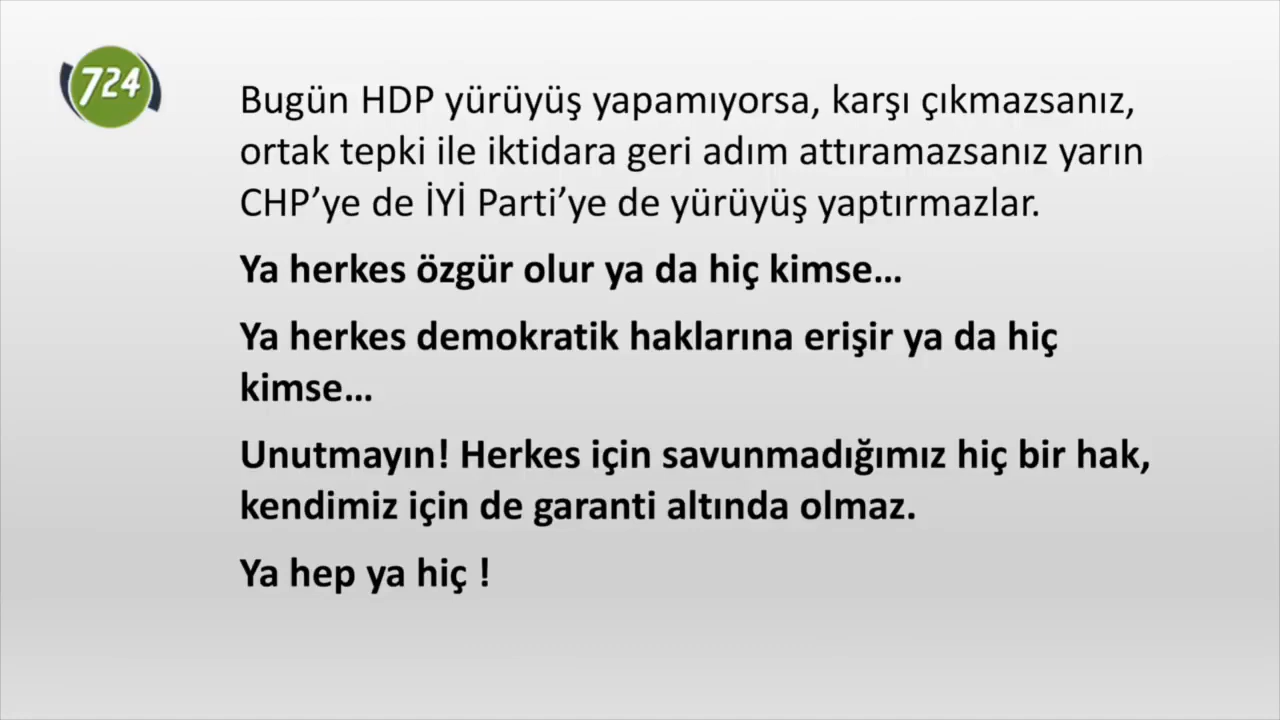 724
Bugün HDP yürüyüş yapamıyorsa, karşı çıkmazsanız,
ortak tepki ile iktidara geri adım attıramazsanız yarın
CHP’ye de İYİ Parti’ye de yürüyüş yaptırmazlar.
Ya herkes özgür olur ya da hiç kimse…
Ya herkes demokratik haklarına erişir ya da hiç
kimse…
Unutmayın! Herkes için savunmadığımız hiç bir hak,
kendimiz için de garanti altında olmaz.
Ya hep ya hiç !